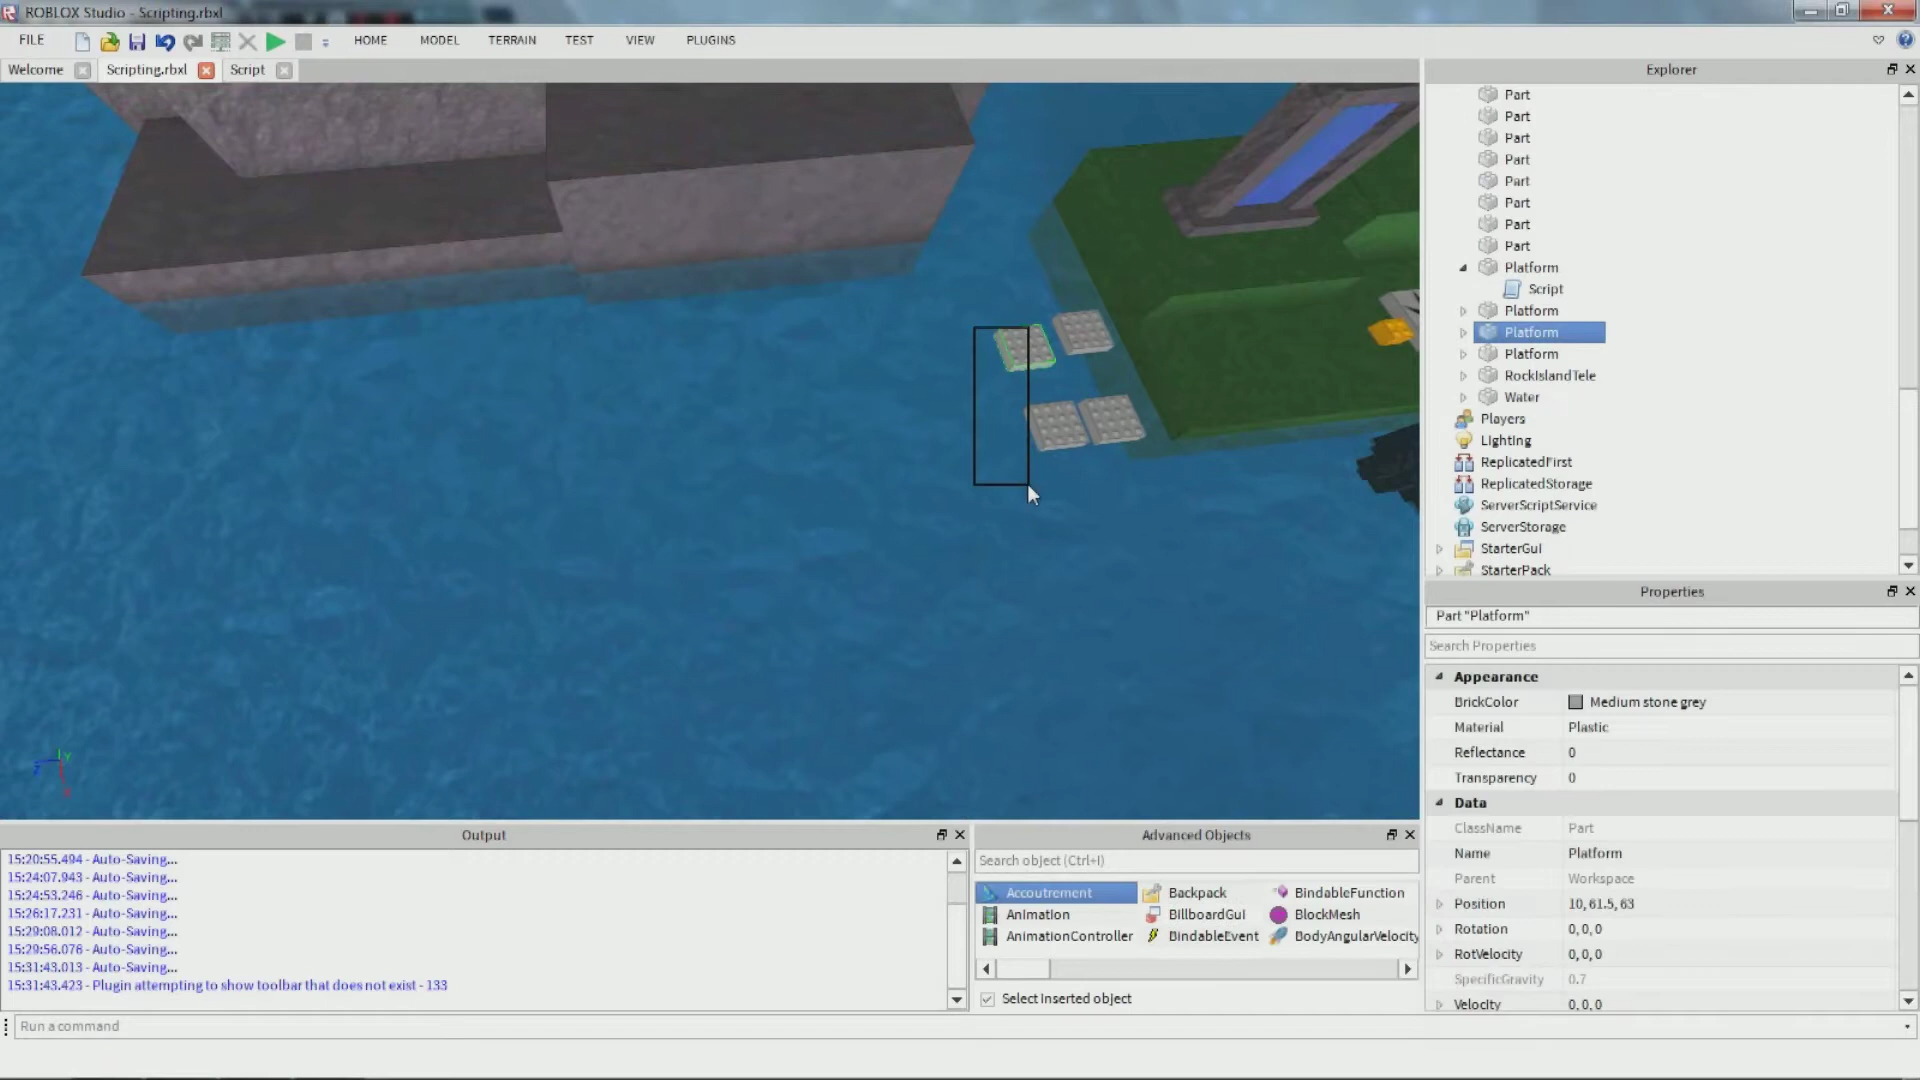 ROBLOX Studio - Scripting.rbxl
FILE HOME MODEL TERRAIN TEST VIEW PLUGINS
Welcome Scripting.rbxl Script
Explorer
Part
Part
Part
Part
Part
Part
Part
Part
Platform
Script
Platform
Platform
Platform
RockIslandTele
Water
Players
Lighting
ReplicatedFirst
ReplicatedStorage
ServerScriptService
ServerStorage
StarterGui
StarterPack
Properties
Part "Platform"
Search Properties
Appearance
BrickColor Medium stone grey
Material Plastic
Reflectance 0
Transparency 0
Data
ClassName Part
Name Platform
Parent Workspace
Position 10, 61.5, 63
Rotation 0, 0, 0
RotVelocity 0, 0, 0
SpecificGravity 0.7
Velocity 0, 0, 0
Y
Z
Output
15:20:55.494 - Auto-Saving...
15:24:07.943 - Auto-Saving...
15:24:53.246 - Auto-Saving...
15:26:17.231 - Auto-Saving...
15:29:08.012 - Auto-Saving...
15:29:56.076 - Auto-Saving...
15:31:43.013 - Auto-Saving...
15:31:43.423 - Plugin attempting to show toolbar that does not exist - 133
Advanced Objects
Search object (Ctrl+I)
Accoutrement Backpack BindableFunction
Animation BillboardGui BlockMesh
AnimationController BindableEvent BodyAngularVelocity
Select Inserted object
Run a command